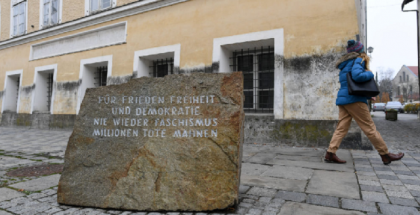 FÜR FRIEDEN FREIHEIT
UND DEMOKRATIE
NIE WIEDER FASCHISMUS
MILLIONEN TOTE MAHNEN